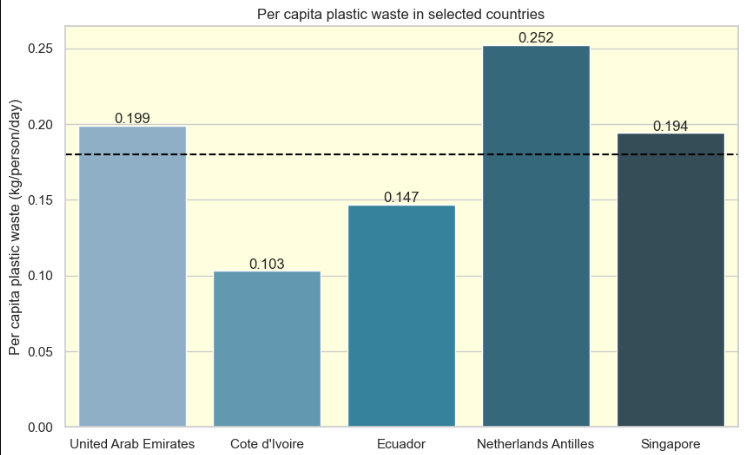 Per capita plastic waste in selected countries
Per capita plastic waste (kg/person/day)
0.25
0.20
0.15
0.10
0.05
0.00
0.199
0.103
0.147
0.252
0.194
United Arab Emirates
Cote d'Ivoire
Ecuador
Netherlands Antilles
Singapore